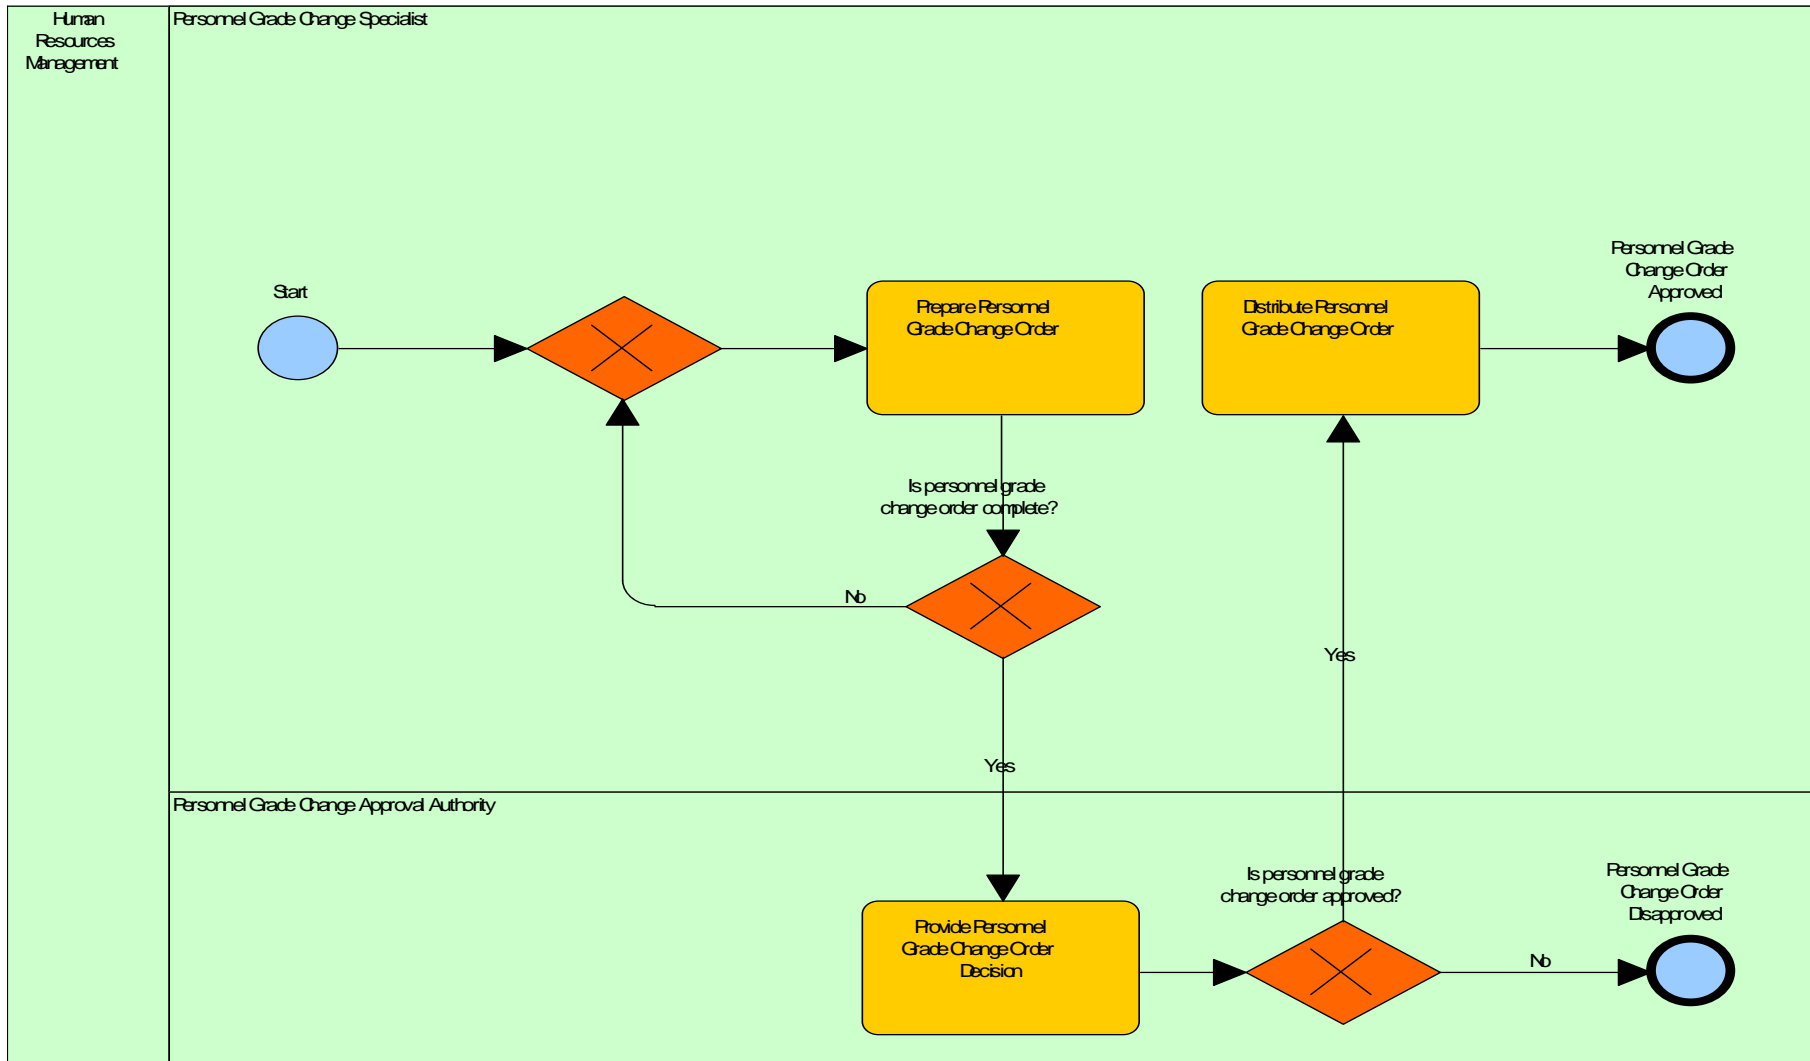 Human
Resources
Management
Personnel Grade Change Specialist
Start
Prepare Personnel
Grade Change Order
Distribute Personnel
Grade Change Order
Personnel Grade
Change Order
Approved
Is personnel grade
change order complete?
No
Yes
Yes
Personnel Grade Change Approval Authority
Provide Personnel
Grade Change Order
Decision
Is personnel grade
change order approved?
No
Personnel Grade
Change Order
Disapproved